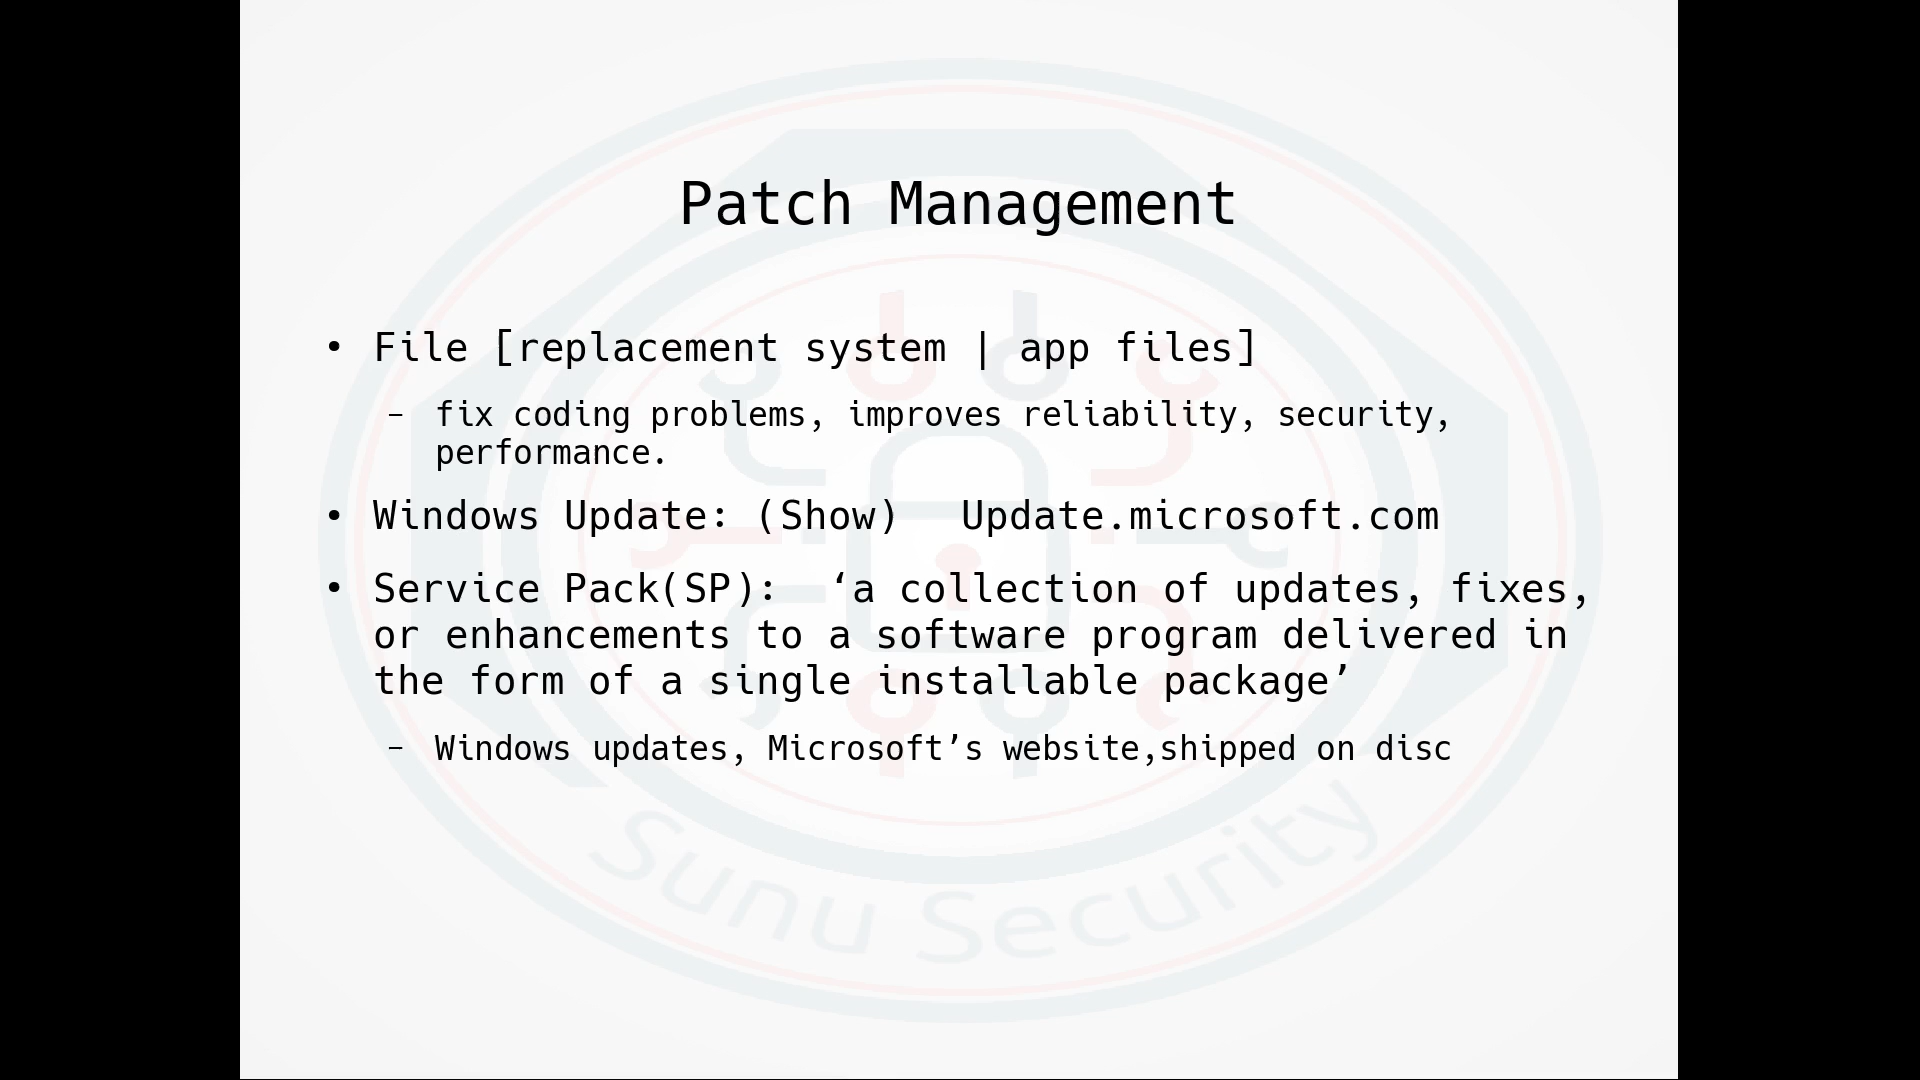 Patch Management
• File [replacement system | app files]
– fix coding problems, improves reliability, security,
performance.
• Windows Update: (Show)  Update.microsoft.com
• Service Pack(SP):  ‘a collection of updates, fixes,
or enhancements to a software program delivered in
the form of a single installable package’
– Windows updates, Microsoft’s website,shipped on disc
Sunu Security